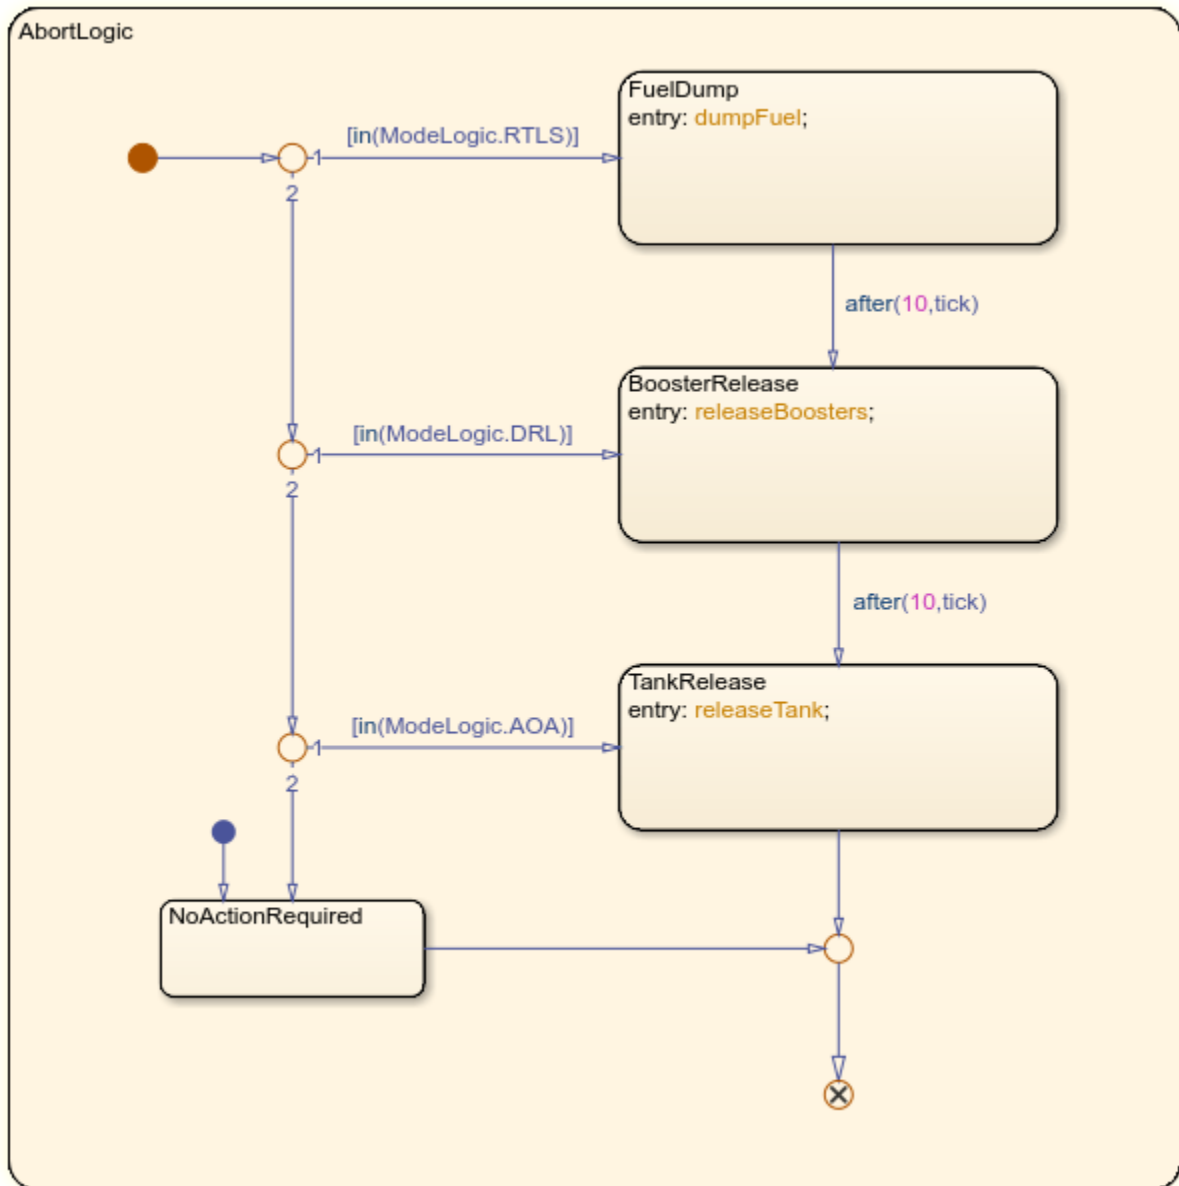 AbortLogic
FuelDump
entry: dumpFuel;
[in(ModeLogic.RTLS)]
1
2
after(10,tick)
BoosterRelease
entry: releaseBoosters;
[in(ModeLogic.DRL)]
1
2
after(10,tick)
TankRelease
entry: releaseTank;
[in(ModeLogic.AOA)]
1
2
NoActionRequired